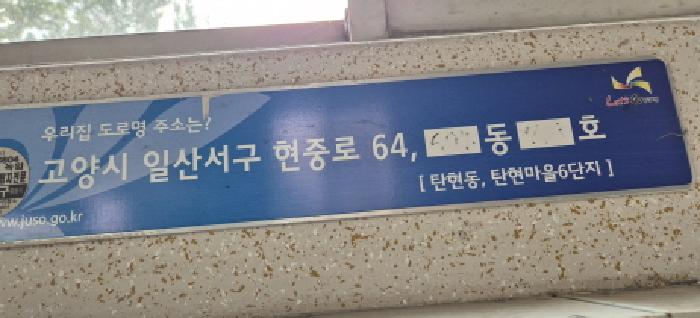 우리집 도로명 주소는?
고양시 일산서구 현중로 64, 동 호
[ 탄현동, 탄현마을6단지 ]
ww.juso.go.kr